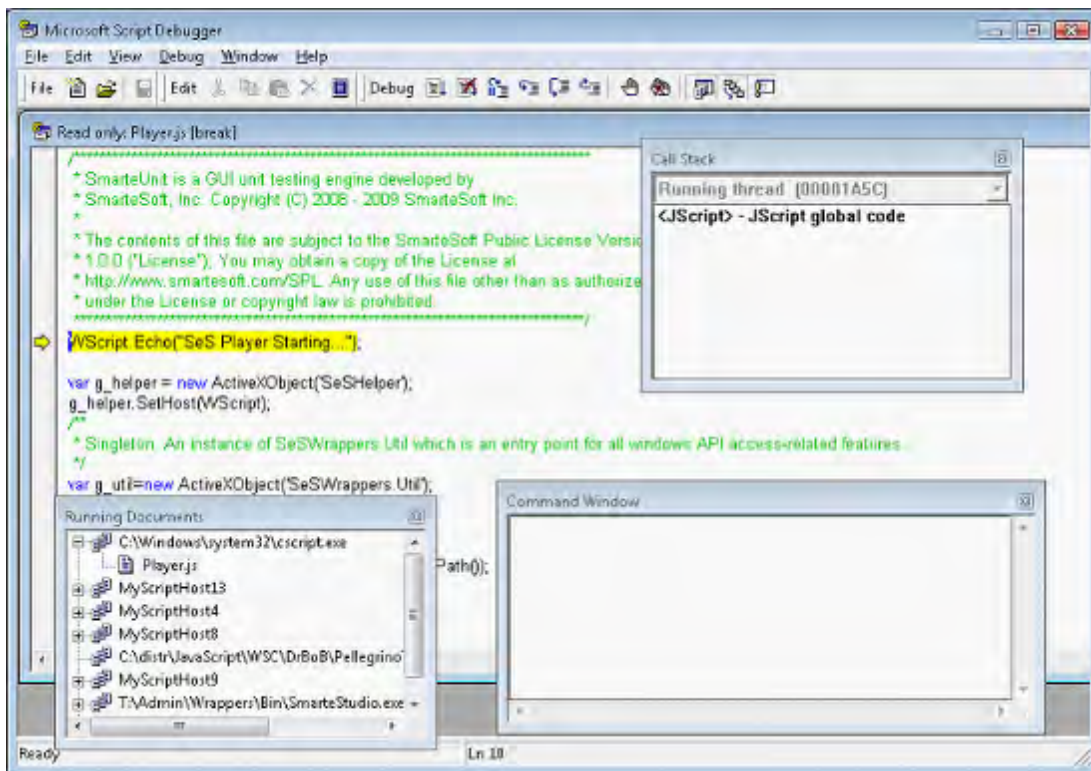 Microsoft Script Debugger
File Edit View Debug Window Help
File Edit Debug
Read only: Player.js [break]
/******************************************************************************
* SmarteUnit is a GUI unit testing engine developed by
* SmarteSoft, Inc. Copyright (C) 2008 - 2009 SmarteSoft Inc.
*
* The contents of this file are subject to the SmarteSoft Public License Versio
* 1.0.0 ("License"); You may obtain a copy of the License at
* http://www.smartesoft.com/SPL. Any use of this file other than as authorize
* under the License or copyright law is prohibited.
******************************************************************************/
WScript.Echo("SeS Player Starting...");
var g_helper = new ActiveXObject('SeSHelper');
g_helper.SetHost(WScript);
/**
* Singleton. An instance of SeSWrappers.Util which is an entry point for all windows API access-related features.
*/
var g_util=new ActiveXObject('SeSWrappers.Util');
Path());
Call Stack
Running thread (00001A5C)
<JScript> - JScript global code
Running Documents
C:\Windows\system32\cscript.exe
Player.js
MyScriptHost13
MyScriptHost4
MyScriptHost8
C:\distr\JavaScript\WSC\DrBoB\Pellegrino
MyScriptHost9
T:\Admin\Wrappers\Bin\SmarteStudio.exe
Command Window
Ready
Ln 10